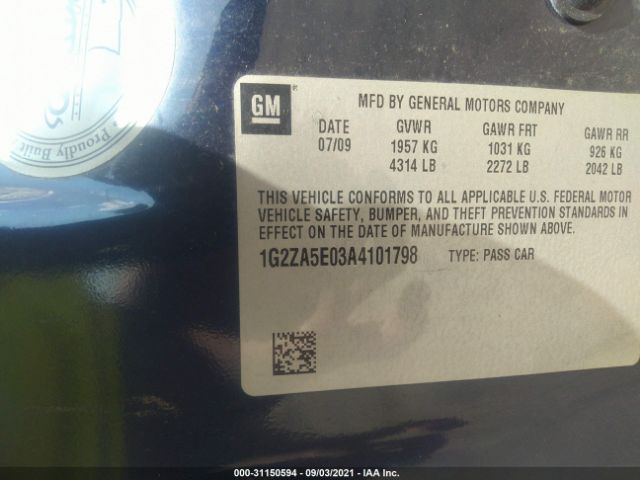 GM
MFD BY GENERAL MOTORS COMPANY
DATE GVWR GAWR FRT GAWR RR
07/09 1957 KG 1031 KG 926 KG
4314 LB 2272 LB 2042 LB
THIS VEHICLE CONFORMS TO ALL APPLICABLE U.S. FEDERAL MOTOR
VEHICLE SAFETY, BUMPER, AND THEFT PREVENTION STANDARDS IN
EFFECT ON THE DATE OF MANUFACTURE SHOWN ABOVE.
1G2ZA5E03A4101798 TYPE: PASS CAR
Proudly Built
000-31150594 - 09/03/2021 - IAA Inc.